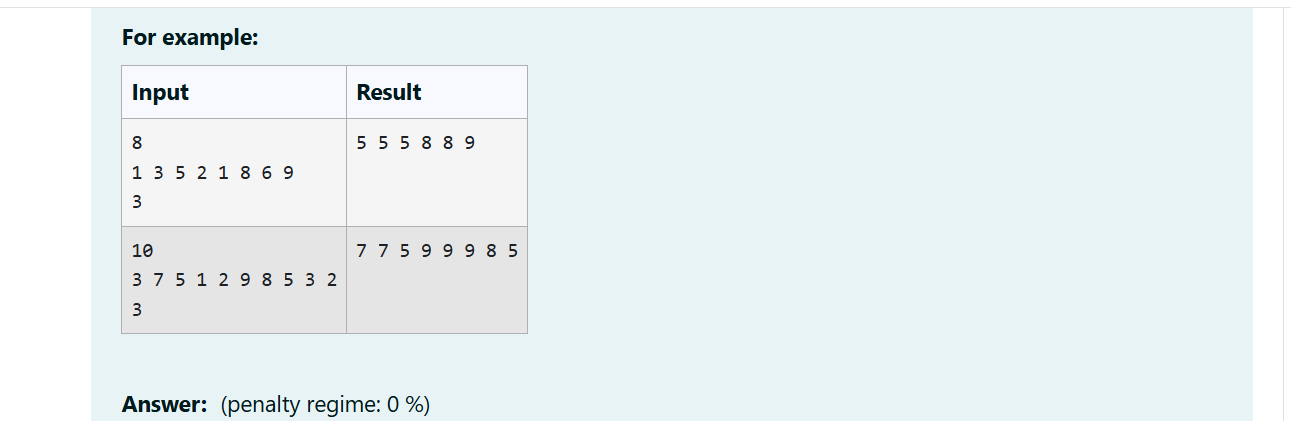 For example:
Input Result
8 5 5 5 8 8 9
1 3 5 2 1 8 6 9
3
10 7 7 5 9 9 9 8 5
3 7 5 1 2 9 8 5 3 2
3
Answer: (penalty regime: 0 %)